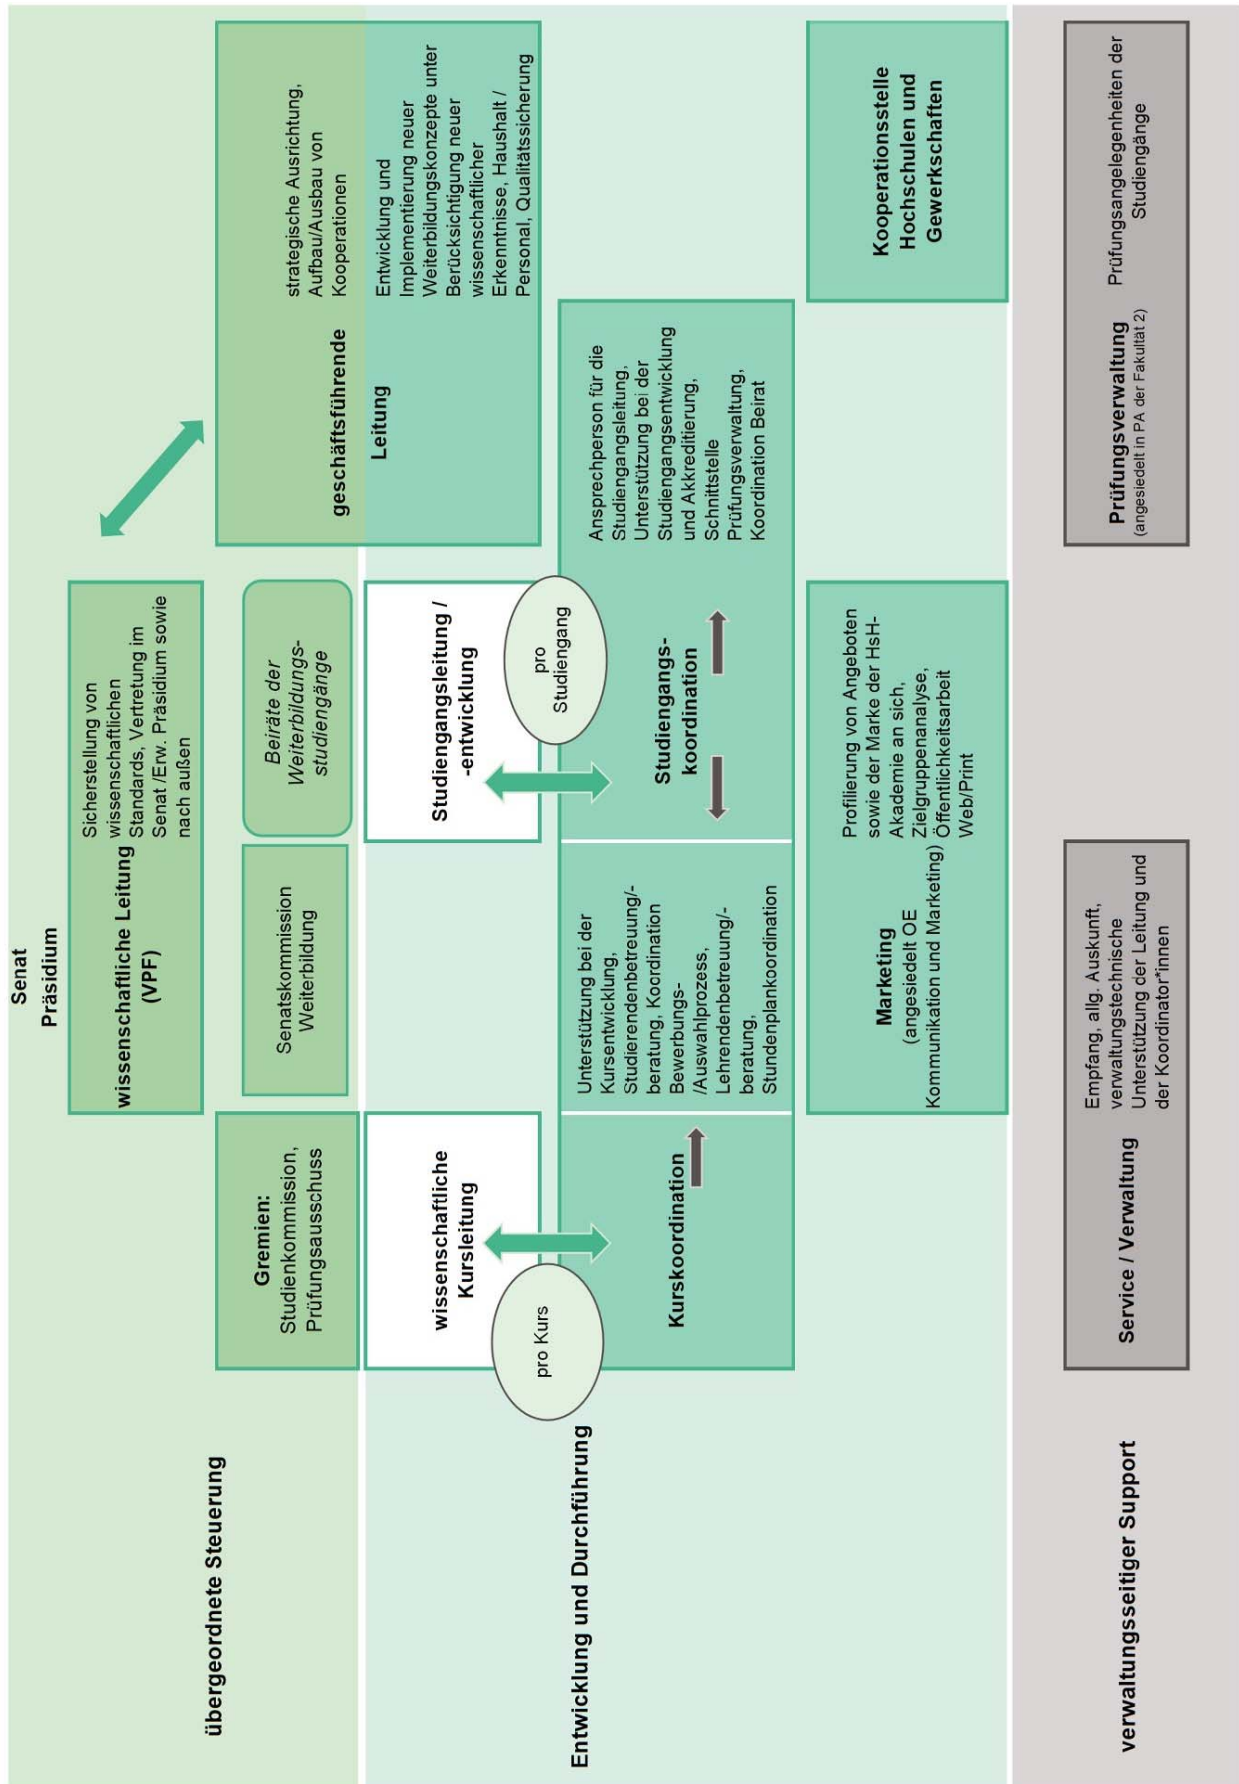 Senat
Präsidium
übergeordnete Steuerung
wissenschaftliche Leitung
(VPF)
Sicherstellung von
wissenschaftlichen
Standards, Vertretung im
Senat /Erw. Präsidium sowie
nach außen
Gremien:
Studienkommission,
Prüfungsausschuss
Senatskommission
Weiterbildung
Beiräte der
Weiterbildungs-
studiengänge
geschäftsführende
Leitung
strategische Ausrichtung,
Aufbau/Ausbau von
Kooperationen
Entwicklung und
Implementierung neuer
Weiterbildungskonzepte unter
Berücksichtigung neuer
wissenschaftlicher
Erkenntnisse, Haushalt /
Personal, Qualitätssicherung
Entwicklung und Durchführung
wissenschaftliche
Kursleitung
pro Kurs
Studiengangsleitung /
-entwicklung
pro
Studiengang
Kurskoordination
Unterstützung bei der
Kursentwicklung,
Studierendenbetreuung/-
beratung, Koordination
Bewerbungs-
/Auswahlprozess,
Lehrendenbetreuung/-
beratung,
Stundenplankoordination
Studiengangs-
koordination
Ansprechperson für die
Studiengangsleitung,
Unterstützung bei der
Studiengangsentwicklung
und Akkreditierung,
Schnittstelle
Prüfungsverwaltung,
Koordination Beirat
Marketing
(angesiedelt OE
Kommunikation und Marketing)
Profilierung von Angeboten
sowie der Marke der HsH-
Akademie an sich,
Zielgruppenanalyse,
Öffentlichkeitsarbeit
Web/Print
Kooperationsstelle
Hochschulen und
Gewerkschaften
verwaltungsseitiger Support
Service / Verwaltung
Empfang, allg. Auskunft,
verwaltungstechnische
Unterstützung der Leitung und
der Koordinator*innen
Prüfungsverwaltung
(angesiedelt in PA der Fakultät 2)
Prüfungsangelegenheiten der
Studiengänge